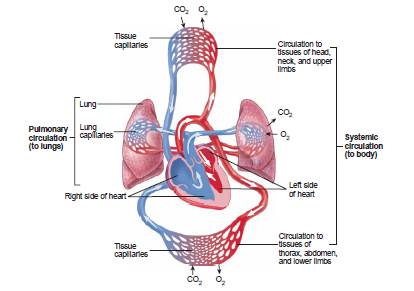 CO2 O2
Tissue
capillaries
Circulation to
tissues of head,
neck, and upper
limbs
Lung
CO2
Pulmonary
circulation
(to lungs)
Lung
capillaries
O2
Systemic
circulation
(to body)
Right side of heart
Left side
of heart
Tissue
capillaries
Circulation to
tissues of
thorax, abdomen,
and lower limbs
CO2 O2